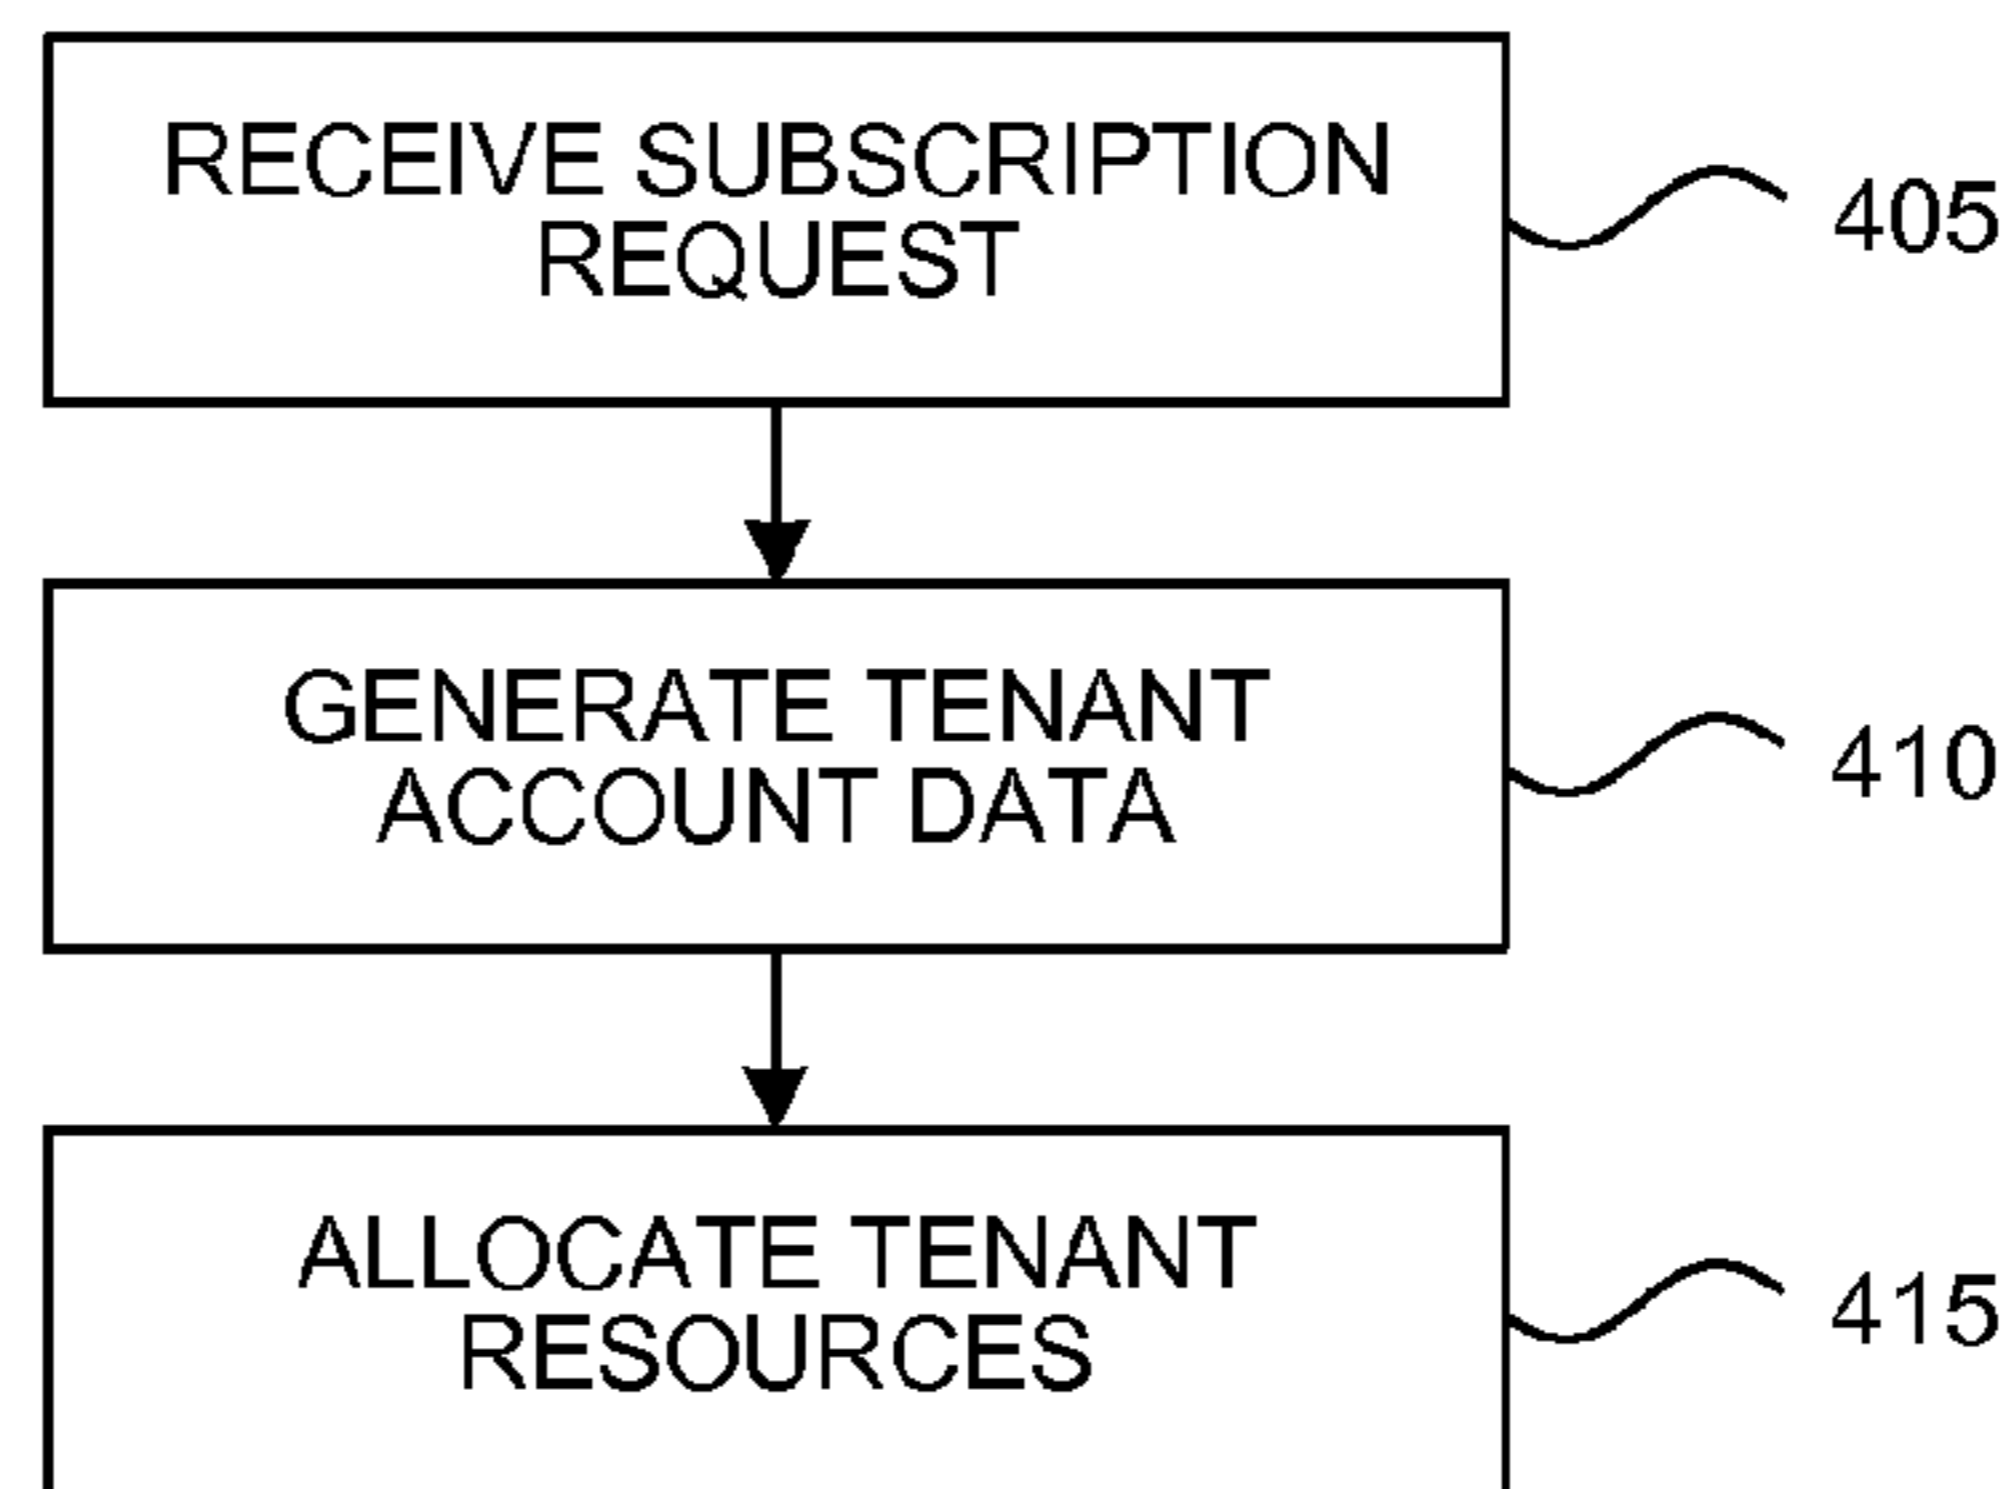 RECEIVE SUBSCRIPTION
REQUEST
405
GENERATE TENANT
ACCOUNT DATA
410
ALLOCATE TENANT
RESOURCES
415